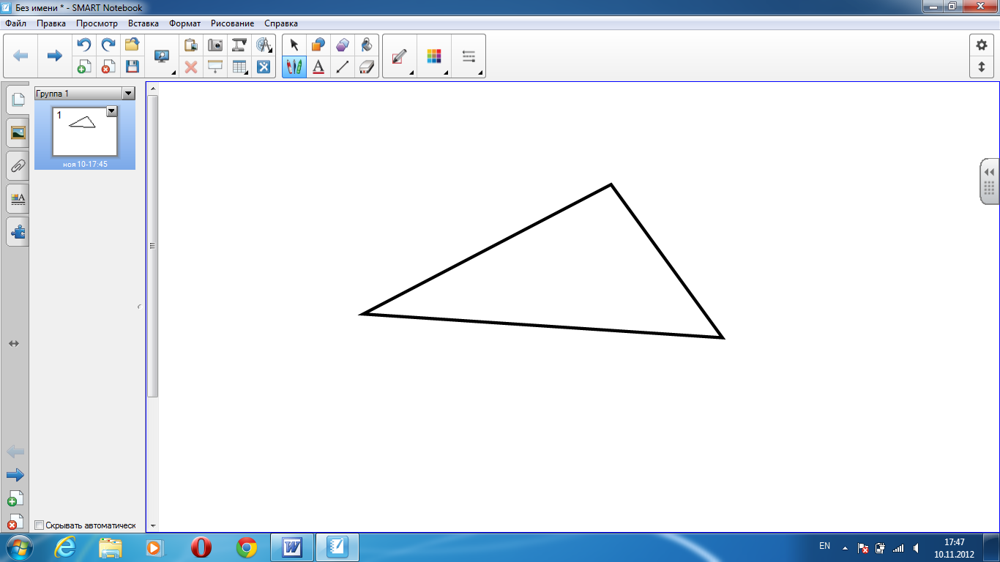 Без имени * - SMART Notebook
Файл Правка Просмотр Вставка Формат Рисование Справка
Группа 1
1
ноя 10-17:45
Скрывать автоматическ
EN
17:47
10.11.2012